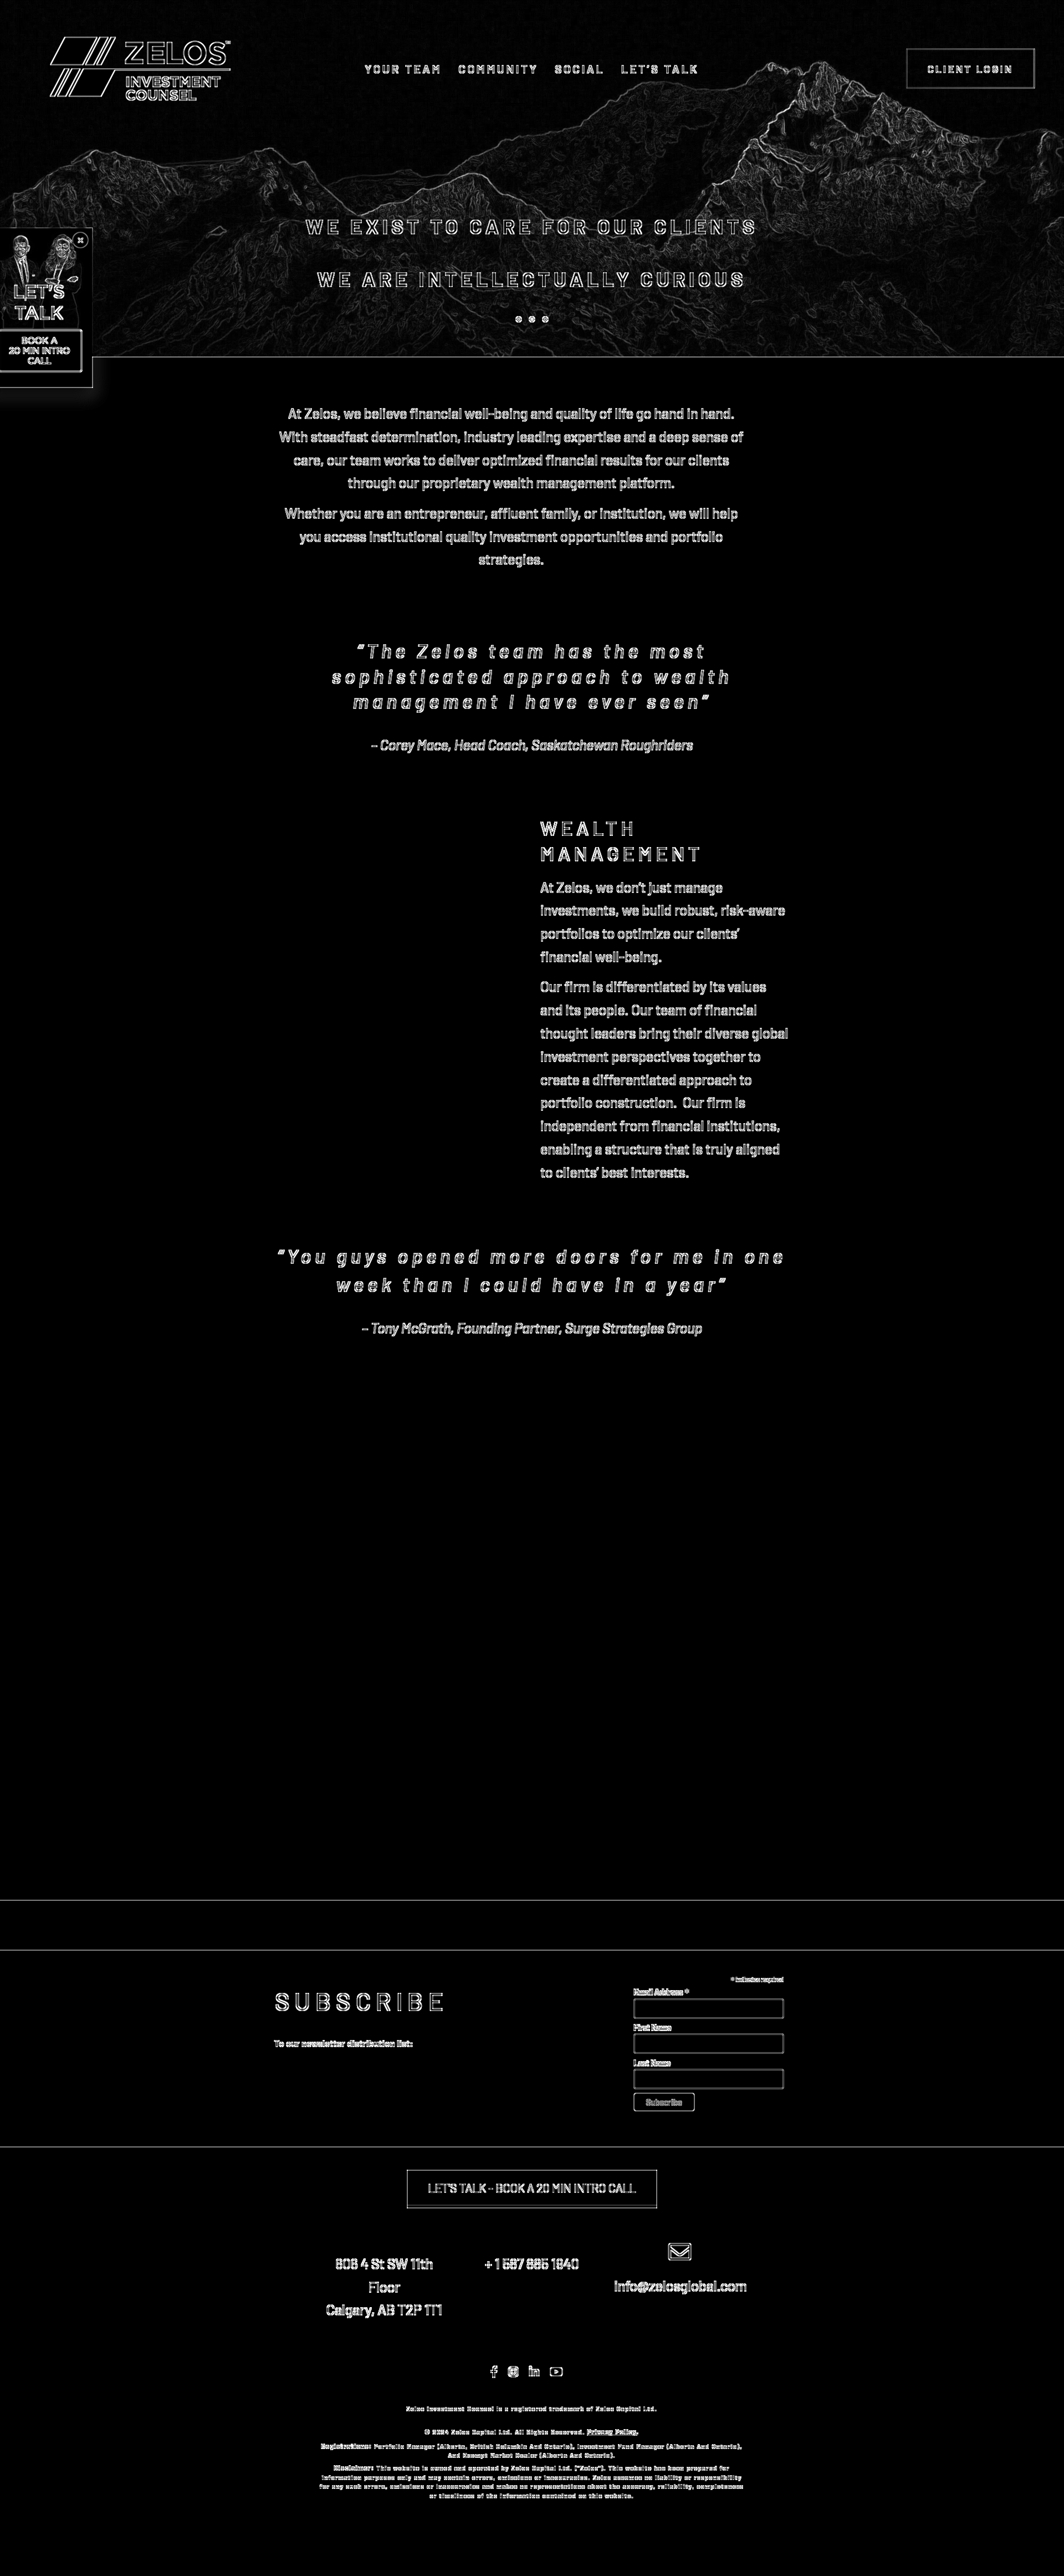 ZELOS™
INVESTMENT
COUNSEL
YOUR TEAM COMMUNITY SOCIAL LET'S TALK
CLIENT LOGIN
WE EXIST TO CARE FOR OUR CLIENTS
WE ARE INTELLECTUALLY CURIOUS
LET'S
TALK
BOOK A
20 MIN INTRO
CALL
At Zelos, we believe financial well-being and quality of life go hand in hand.
With steadfast determination, industry leading expertise and a deep sense of
care, our team works to deliver optimized financial results for our clients
through our proprietary wealth management platform.
Whether you are an entrepreneur, affluent family, or institution, we will help
you access institutional quality investment opportunities and portfolio
strategies.
"The Zelos team has the most
sophisticated approach to wealth
management I have ever seen"
– Corey Mace, Head Coach, Saskatchewan Roughriders
WEALTH
MANAGEMENT
At Zelos, we don't just manage
investments, we build robust, risk-aware
portfolios to optimize our clients'
financial well-being.
Our firm is differentiated by its values
and its people. Our team of financial
thought leaders bring their diverse global
investment perspectives together to
create a differentiated approach to
portfolio construction. Our firm is
independent from financial institutions,
enabling a structure that is truly aligned
to clients' best interests.
"You guys opened more doors for me in one
week than I could have in a year"
– Tony McGrath, Founding Partner, Surge Strategies Group
* indicates required
SUBSCRIBE
Email Address *
First Name
To our newsletter distribution list:
Last Name
Subscribe
LET'S TALK - BOOK A 20 MIN INTRO CALL
4 St SW 11th
Floor
Calgary, AB T2P 1T1
+ 1 587
info@zelosglobal.com
Zelos Investment Counsel is a registered trademark of Zelos Capital Ltd.
© 2024 Zelos Capital Ltd. All Rights Reserved. Privacy Policy.
Registrations: Portfolio Manager (Alberta, British Columbia And Ontario), Investment Fund Manager (Alberta And Ontario),
And Exempt Market Dealer (Alberta And Ontario).
Disclaimer: This website is owned and operated by Zelos Capital Ltd. ("Zelos"). This website has been prepared for
information purposes only and may contain errors, omissions or inaccuracies. Zelos assumes no liability or responsibility
for any such errors, omissions or inaccuracies and makes no representations about the accuracy, reliability, completeness
or timeliness of the information contained on this website.